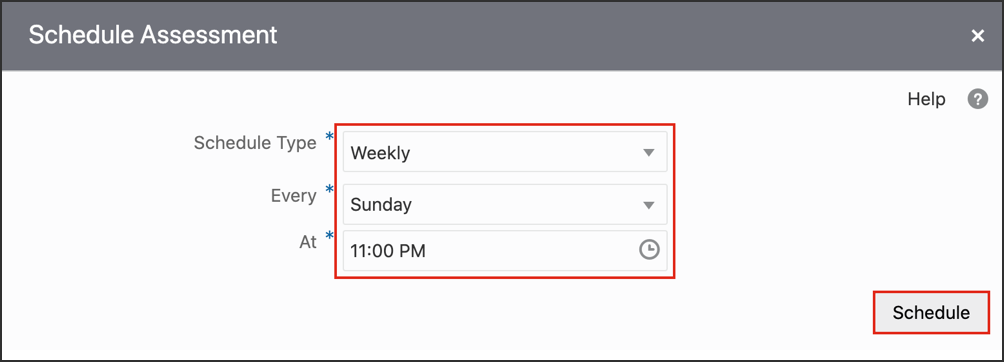 Schedule Assessment ×
Help ?
Schedule Type * Weekly
Every * Sunday
At * 11:00 PM
Schedule